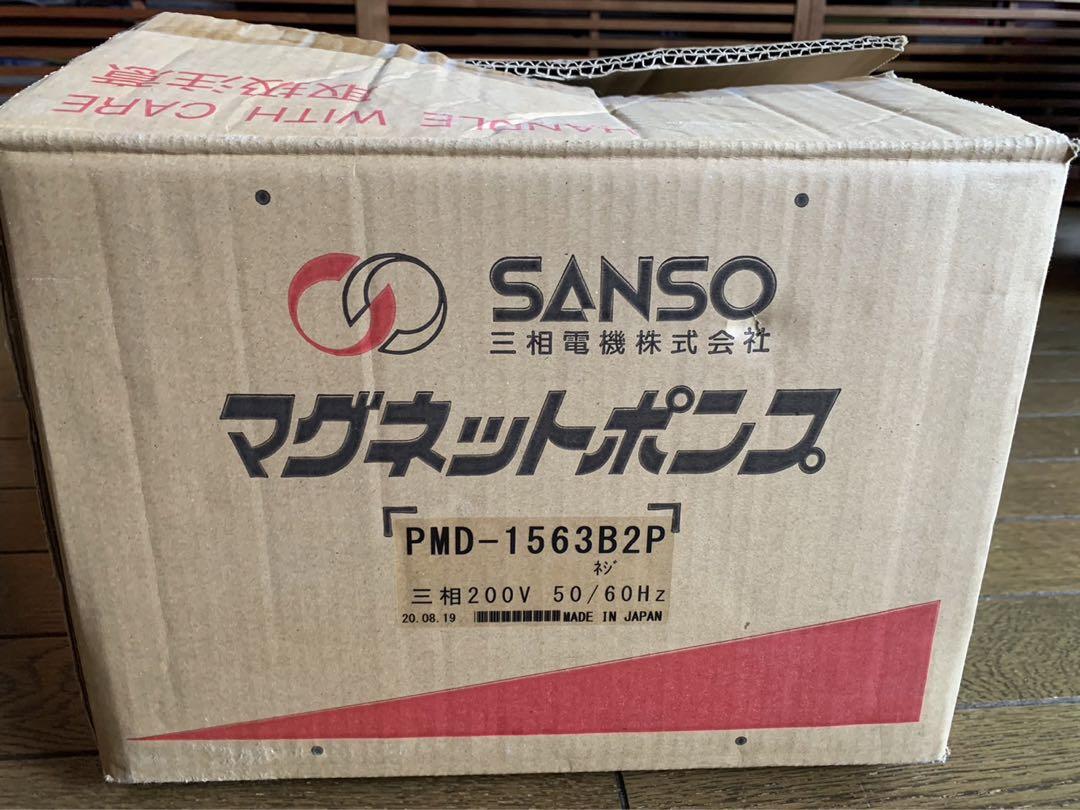 取扱注意
HANDLE WITH CARE
SANSO
三相電機株式会社
マグネットポンプ
PMD-1563B2P
ﾈｼﾞ
三相200V 50/60Hz
20.08.19 MADE IN JAPAN